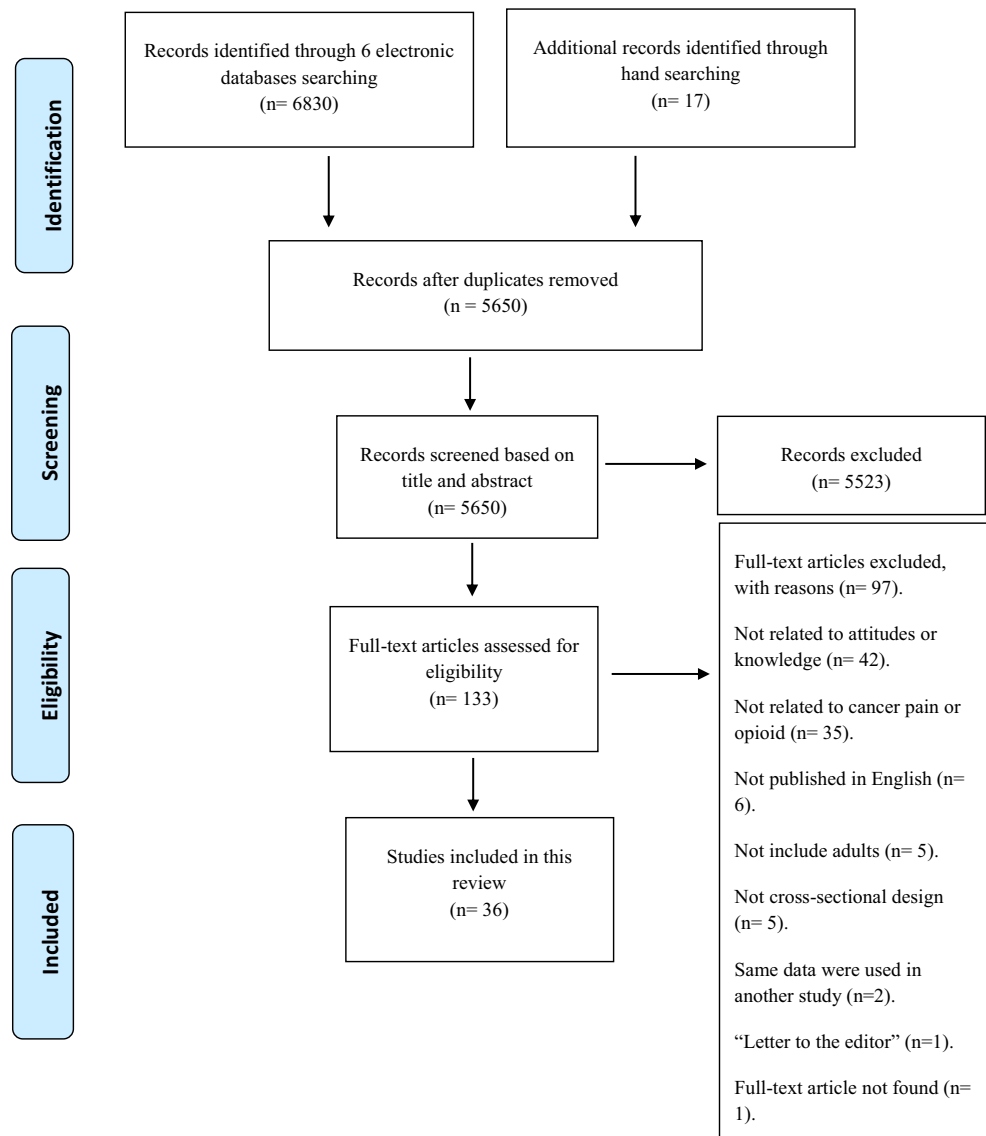 Records identified through 6 electronic
databases searching
(n= 6830)
Additional records identified through
hand searching
(n= 17)
Identification
Records after duplicates removed
(n = 5650)
Screening
Records screened based on
title and abstract
(n= 5650)
Records excluded
(n= 5523)
Eligibility
Full-text articles assessed for
eligibility
(n= 133)
Full-text articles excluded,
with reasons (n= 97).
Not related to attitudes or
knowledge (n= 42).
Not related to cancer pain or
opioid (n= 35).
Not published in English (n=
6).
Not include adults (n= 5).
Not cross-sectional design
(n= 5).
Same data were used in
another study (n=2).
“Letter to the editor” (n=1).
Full-text article not found (n=
1).
Included
Studies included in this
review
(n= 36)